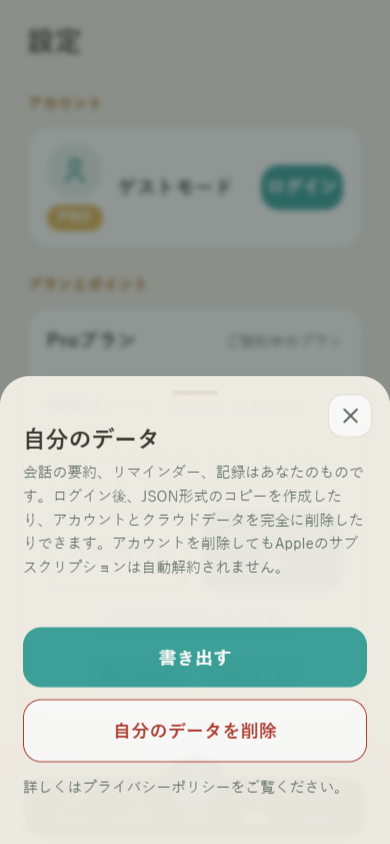 設定
アカウント
ゲストモード
ログイン
PRO
プランとポイント
Proプラン
ご契約中のプラン
自分のデータ
会話の要約、リマインダー、記録はあなたのもので
す。ログイン後、JSON形式のコピーを作成した
り、アカウントとクラウドデータを完全に削除した
りできます。アカウントを削除してもAppleのサブ
スクリプションは自動解約されません。
書き出す
自分のデータを削除
詳しくはプライバシーポリシーをご覧ください。